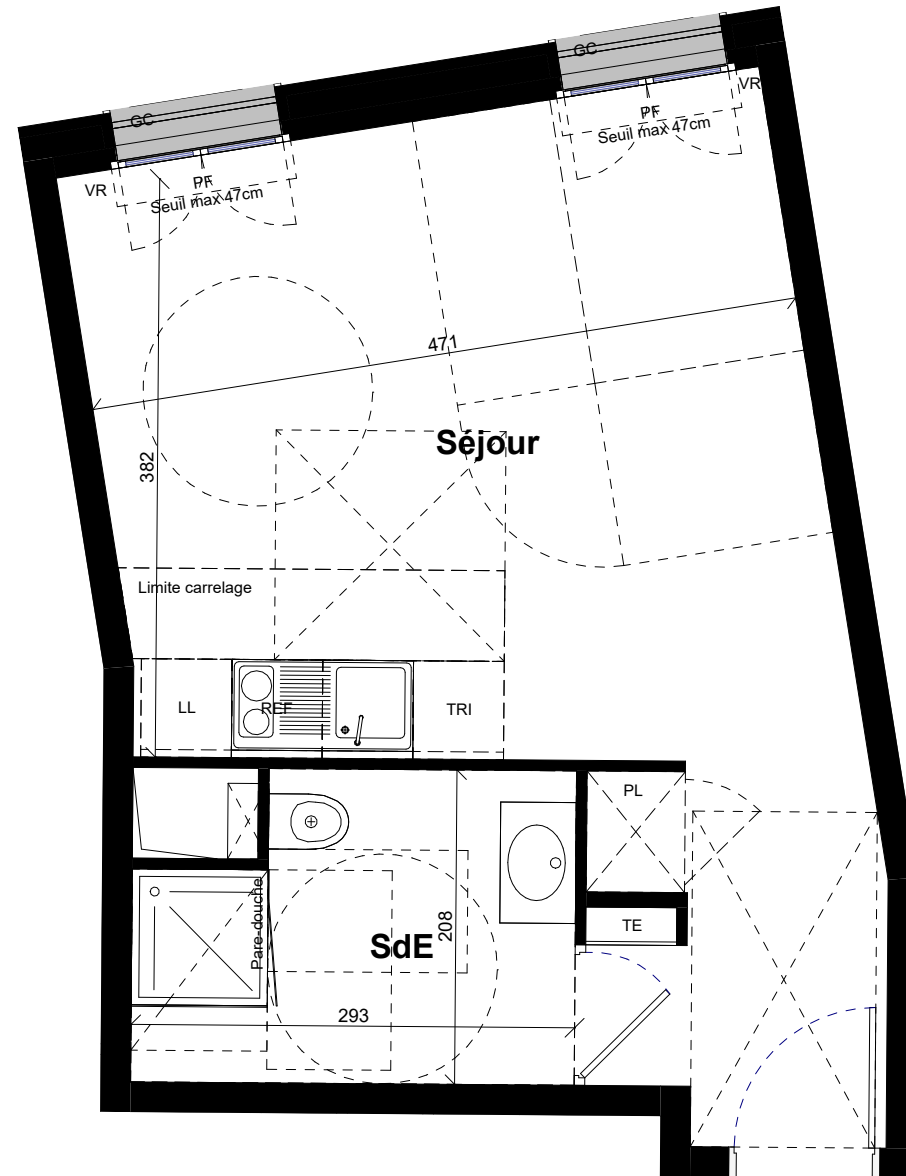 GC
GC
VR
PF
Seuil max 47cm
VR
PF
Seuil max 47cm
471
Séjour
382
Limite carrelage
LL
REF
TRI
PL
Pare-douche
208
TE
SdE
293